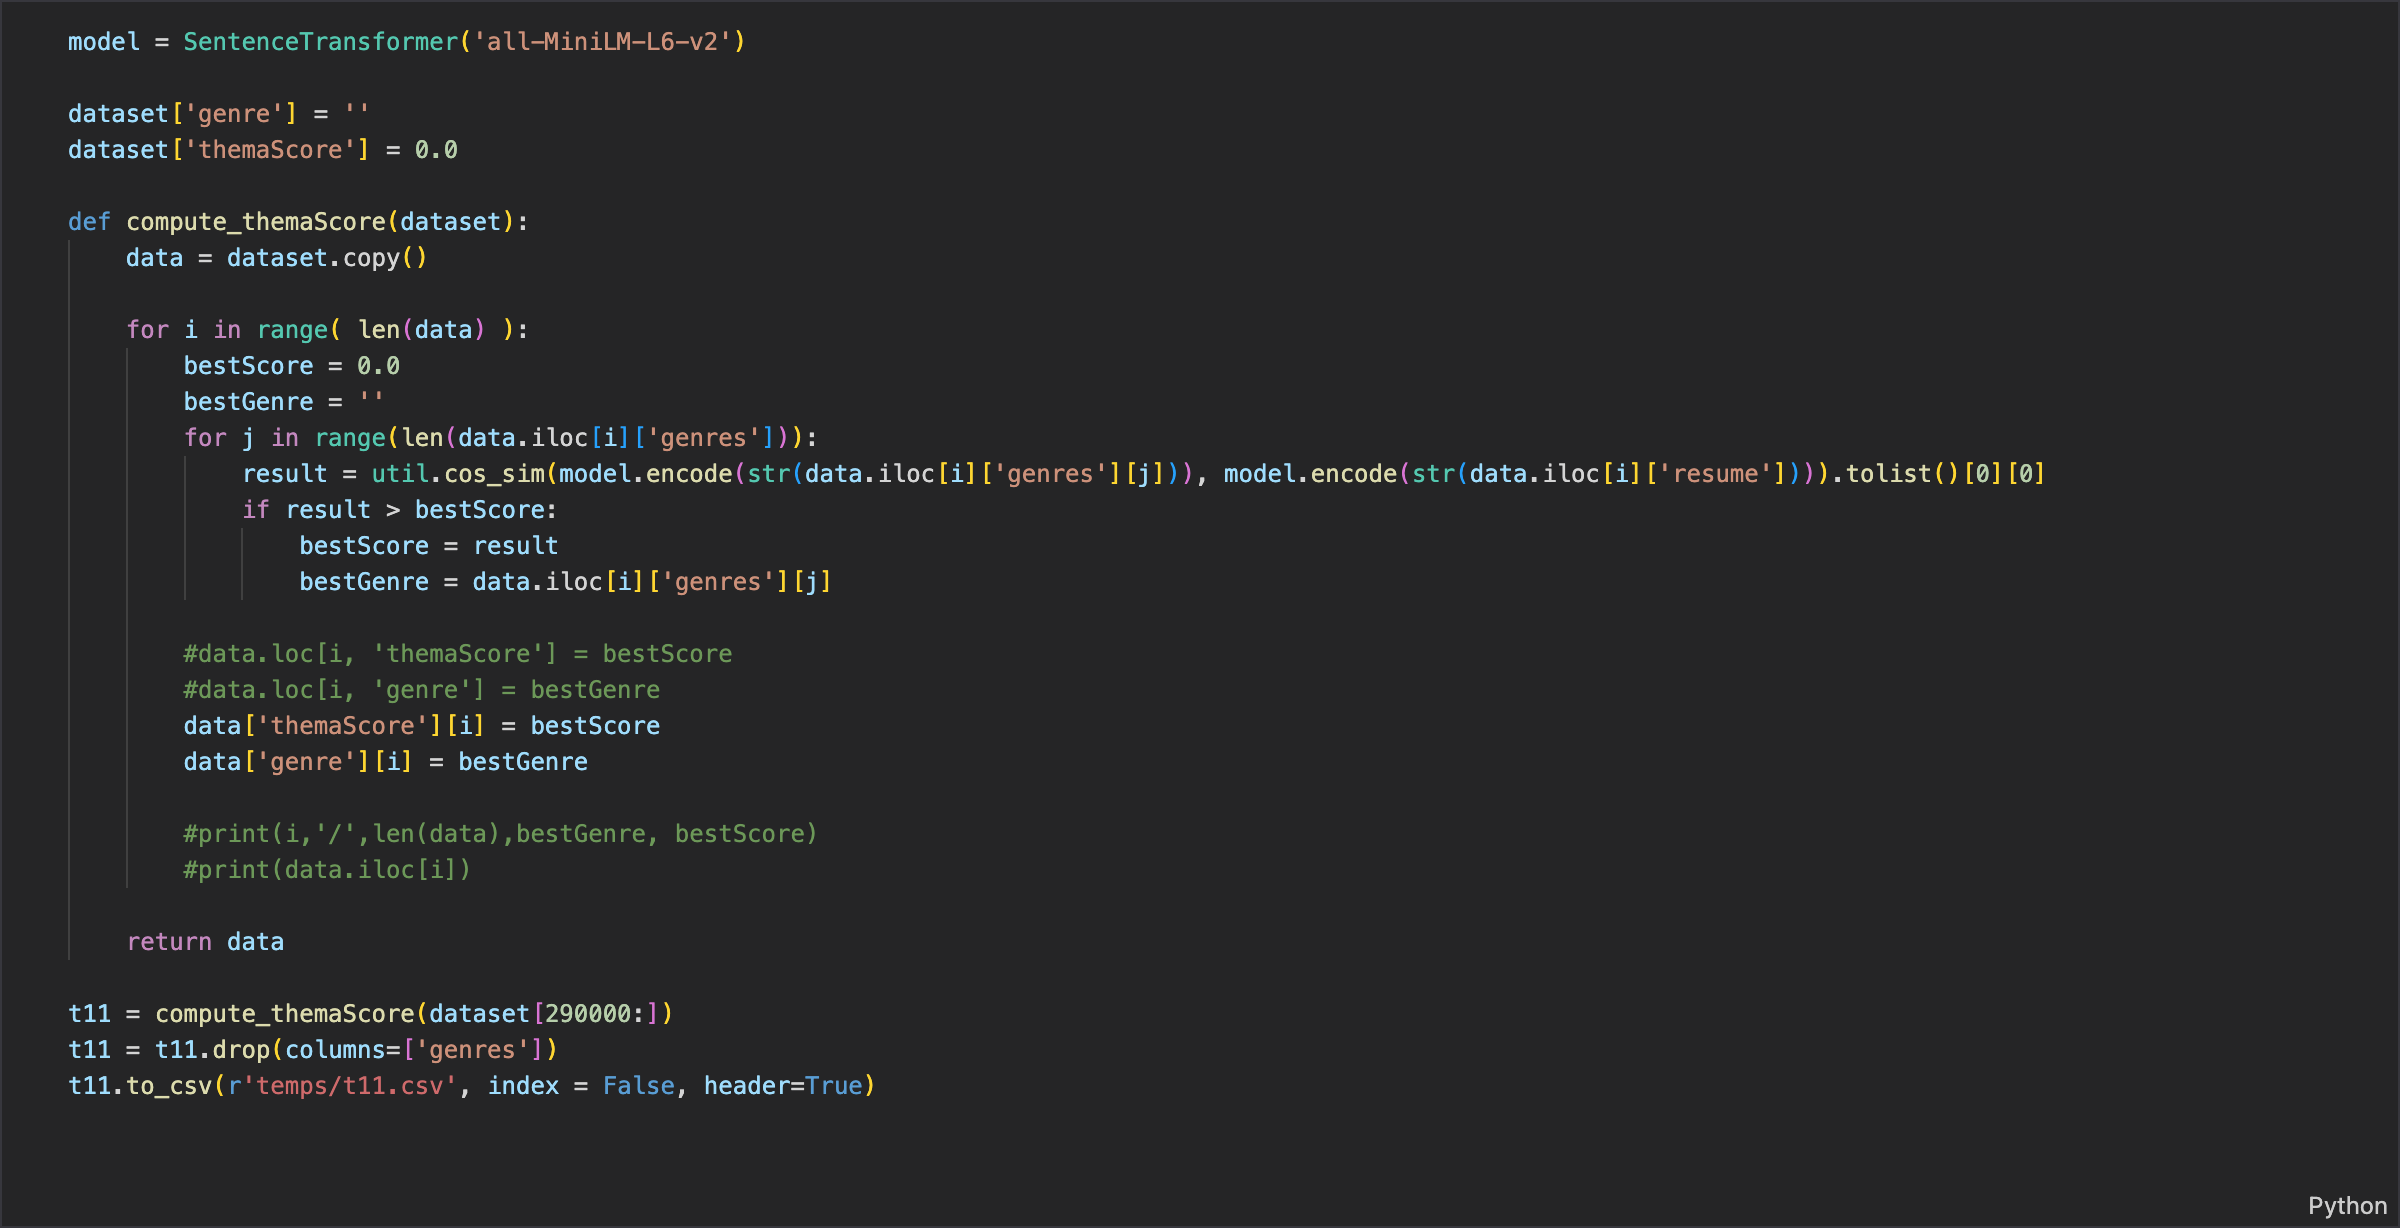 model = SentenceTransformer('all-MiniLM-L6-v2')

dataset['genre'] = ''
dataset['themaScore'] = 0.0

def compute_themaScore(dataset):
    data = dataset.copy()

    for i in range( len(data) ):
        bestScore = 0.0
        bestGenre = ''
        for j in range(len(data.iloc[i]['genres'])):
            result = util.cos_sim(model.encode(str(data.iloc[i]['genres'][j])), model.encode(str(data.iloc[i]['resume']))).tolist()[0][0]
            if result > bestScore:
                bestScore = result
                bestGenre = data.iloc[i]['genres'][j]

        #data.loc[i, 'themaScore'] = bestScore
        #data.loc[i, 'genre'] = bestGenre
        data['themaScore'][i] = bestScore
        data['genre'][i] = bestGenre

        #print(i,'/',len(data),bestGenre, bestScore)
        #print(data.iloc[i])

    return data

t11 = compute_themaScore(dataset[290000:])
t11 = t11.drop(columns=['genres'])
t11.to_csv(r'temps/t11.csv', index = False, header=True)
Python